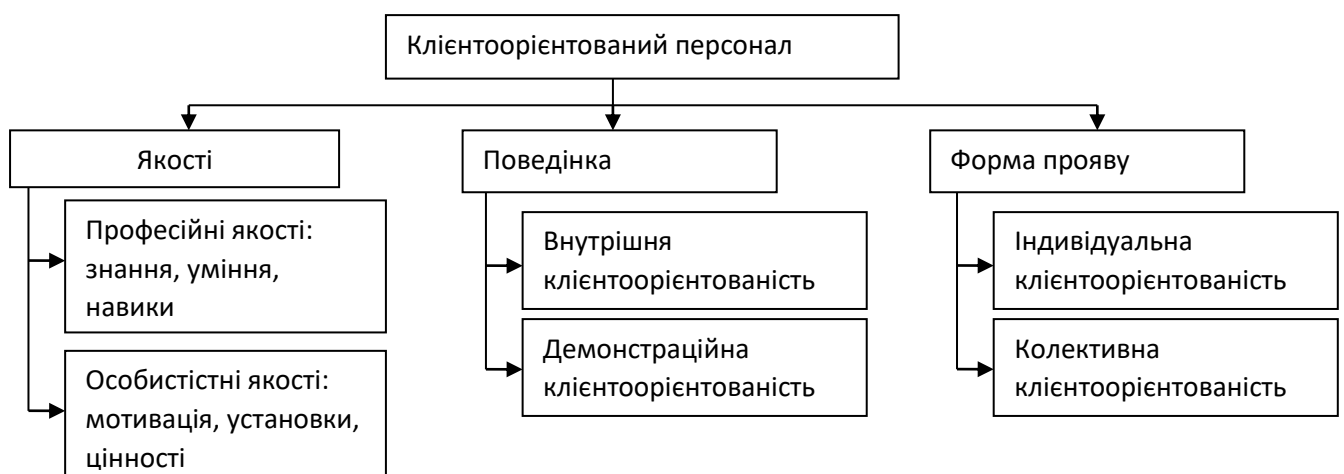 Клієнтоорієнтований персонал
Якості
Поведінка
Форма прояву
Професійні якості:
знання, уміння,
навики
Особистістні якості:
мотивація, установки,
цінності
Внутрішня
клієнтоорієнтованість
Демонстраційна
клієнтоорієнтованість
Індивідуальна
клієнтоорієнтованість
Колективна
клієнтоорієнтованість